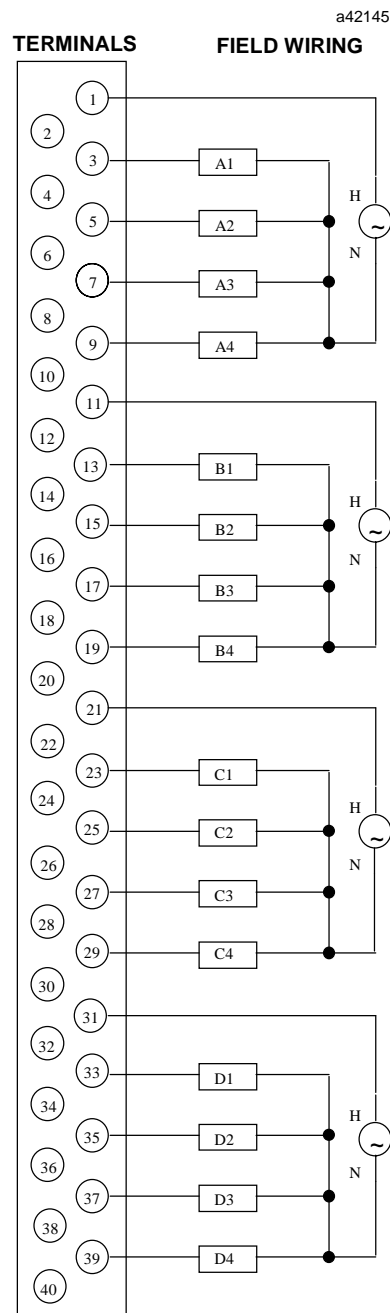 a42145
TERMINALS FIELD WIRING
1
2
3 A1
H
4
5 A2
N
6
7 A3
8
9 A4
10
11
12
13 B1
H
14
15 B2
N
16
17 B3
18
19 B4
20
21
22
23 C1
H
24
25 C2
N
26
27 C3
28
29 C4
30
31
32
33 D1
34
H
35 D2
36
N
37 D3
38
39 D4
40